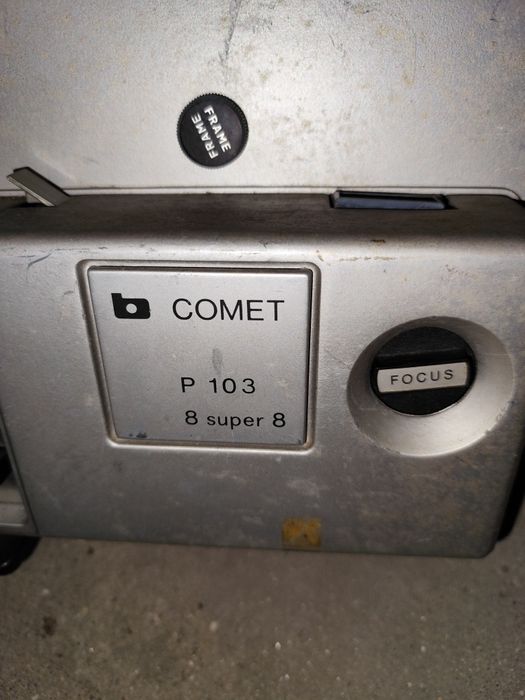 FRAME
FRAME
COMET
P 103
8 super 8
FOCUS